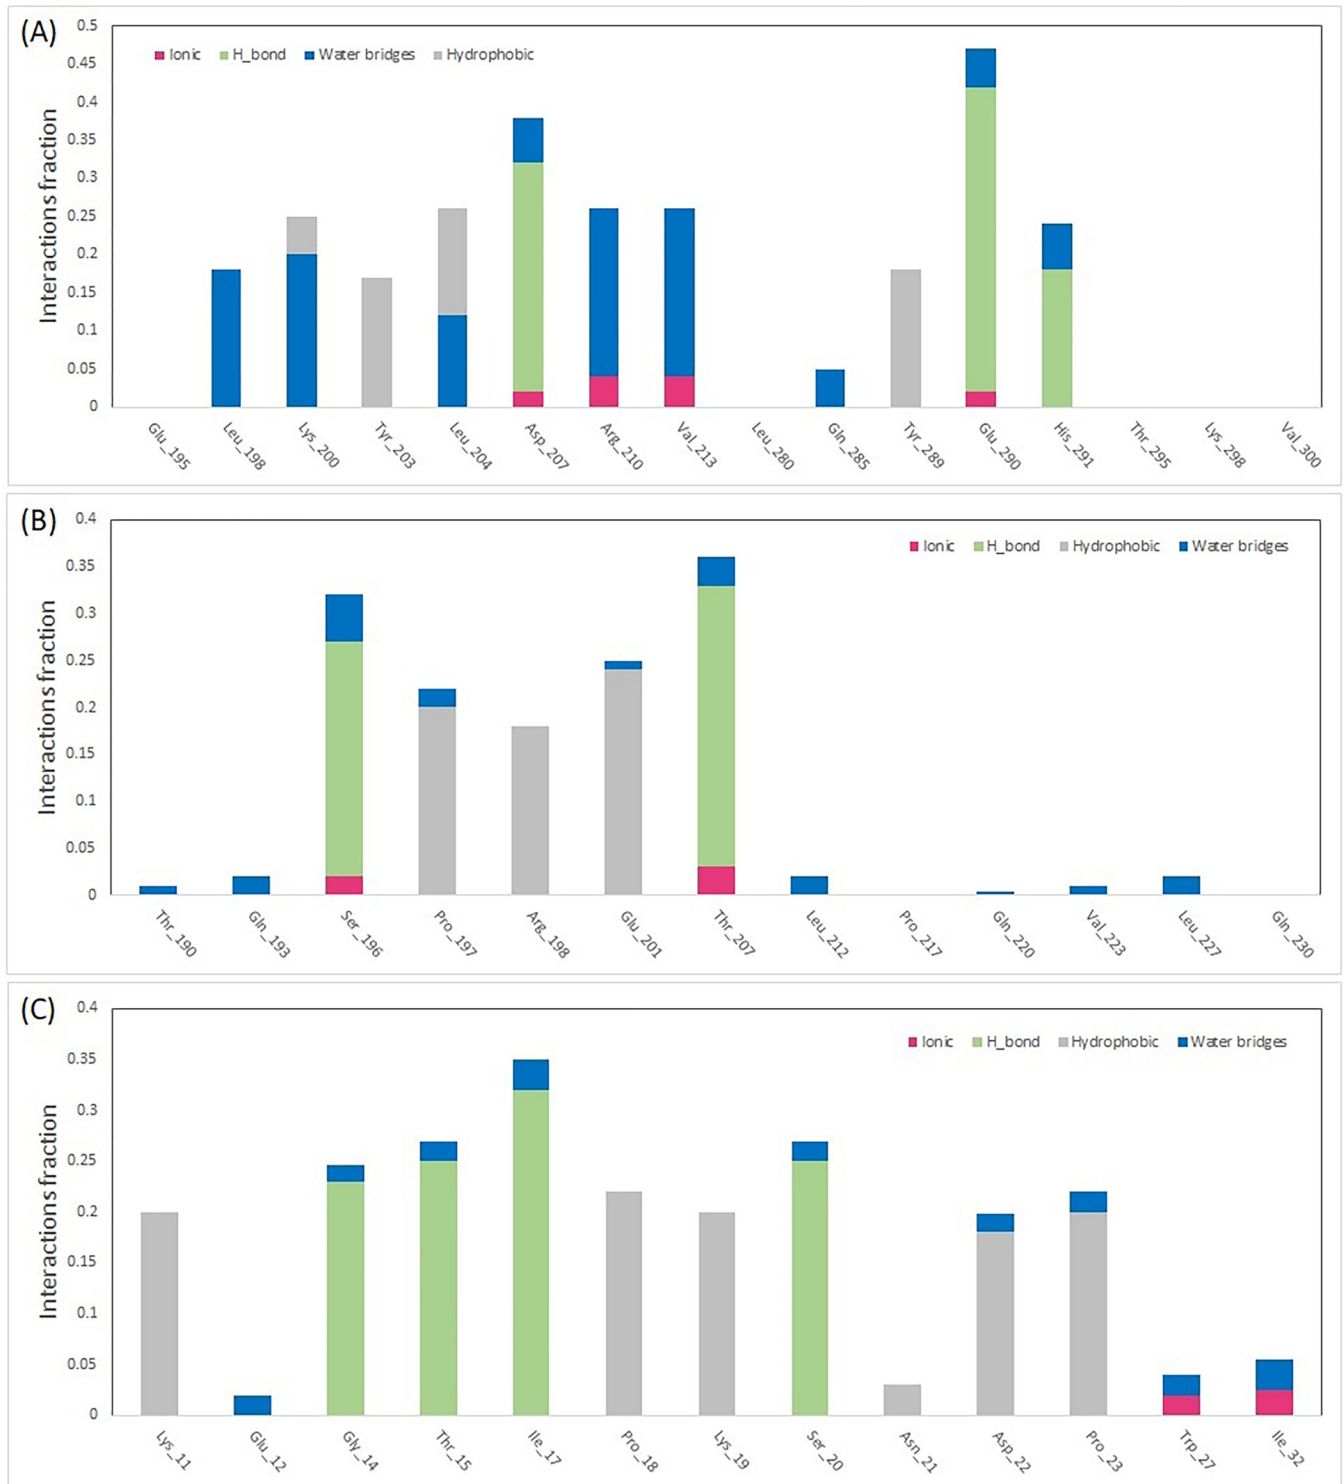 (A)
Ionic H_bond Water bridges Hydrophobic
Interactions fraction
0.5
0.45
0.4
0.35
0.3
0.25
0.2
0.15
0.1
0.05
0
Glu_195 Leu_198 Lys_200 Tyr_203 Leu_204 Asp_207 Arg_210 Val_213 Leu_280 Gln_285 Tyr_289 Glu_290 His_291 Thr_295 Lys_298 Val_300
(B)
Ionic H_bond Hydrophobic Water bridges
Interactions fraction
0.4
0.35
0.3
0.25
0.2
0.15
0.1
0.05
0
Thr_190 Gln_193 Ser_196 Pro_197 Arg_198 Glu_201 Thr_207 Leu_212 Pro_217 Gln_220 Val_223 Leu_227 Gln_230
(C)
Ionic H_bond Hydrophobic Water bridges
Interactions fraction
0.4
0.35
0.3
0.25
0.2
0.15
0.1
0.05
0
Lys_11 Glu_12 Gly_14 Thr_15 Ile_17 Pro_18 Lys_19 Ser_20 Asn_21 Asp_22 Pro_23 Trp_27 Ile_32